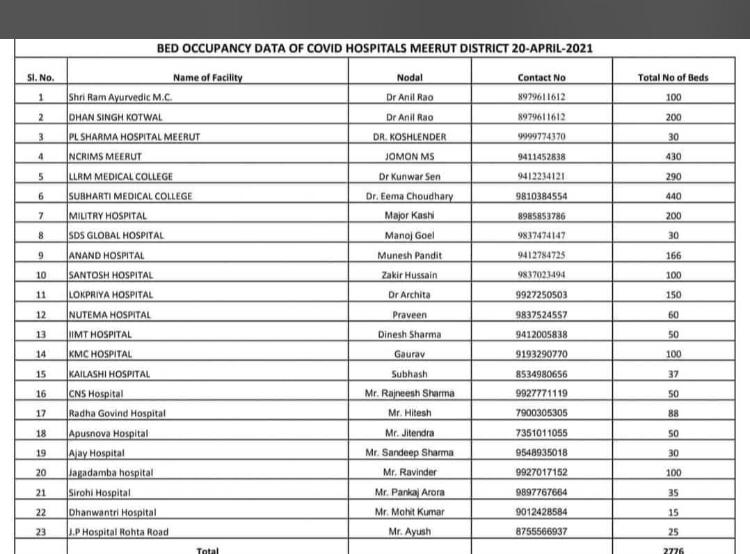 BED OCCUPANCY DATA OF COVID HOSPITALS MEERUT DISTRICT 20-APRIL-2021
Sl. No. Name of Facility Nodal Contact No Total No of Beds
1 Shri Ram Ayurvedic M.C. Dr Anil Rao 8979611612 100
2 DHAN SINGH KOTWAL Dr Anil Rao 8979611612 200
3 PL SHARMA HOSPITAL MEERUT DR. KOSHLENDER 9999774370 30
4 NCRIMS MEERUT JOMON MS 9411452838 430
5 LLRM MEDICAL COLLEGE Dr Kunwar Sen 9412234121 290
6 SUBHARTI MEDICAL COLLEGE Dr. Eema Choudhary 9810384554 440
7 MILITRY HOSPITAL Major Kashi 8985853786 200
8 SDS GLOBAL HOSPITAL Manoj Goel 9837474147 30
9 ANAND HOSPITAL Munesh Pandit 9412784725 166
10 SANTOSH HOSPITAL Zakir Hussain 9837023494 100
11 LOKPRIYA HOSPITAL Dr Archita 9927250503 150
12 NUTEMA HOSPITAL Praveen 9837524557 60
13 IIMT HOSPITAL Dinesh Sharma 9412005838 50
14 KMC HOSPITAL Gaurav 9193290770 100
15 KAILASHI HOSPITAL Subhash 8534980656 37
16 CNS Hospital Mr. Rajneesh Sharma 9927771119 50
17 Radha Govind Hospital Mr. Hitesh 7900305305 88
18 Apusnova Hospital Mr. Jitendra 7351011055 50
19 Ajay Hospital Mr. Sandeep Sharma 9548935018 30
20 Jagadamba hospital Mr. Ravinder 9927017152 100
21 Sirohi Hospital Mr. Pankaj Arora 9897767664 35
22 Dhanwantri Hospital Mr. Mohit Kumar 9012428584 15
23 J.P Hospital Rohta Road Mr. Ayush 8755566937 25
Total 2776